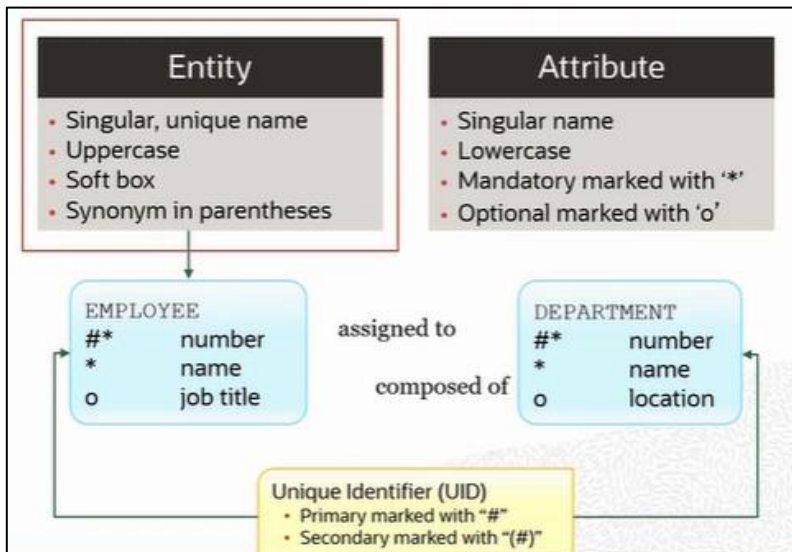 Entity
• Singular, unique name
• Uppercase
• Soft box
• Synonym in parentheses
Attribute
• Singular name
• Lowercase
• Mandatory marked with ‘*’
• Optional marked with ‘o’
EMPLOYEE
#* number
* name
o job title
assigned to
composed of
DEPARTMENT
#* number
* name
o location
Unique Identifier (UID)
• Primary marked with “#”
• Secondary marked with “(#)”